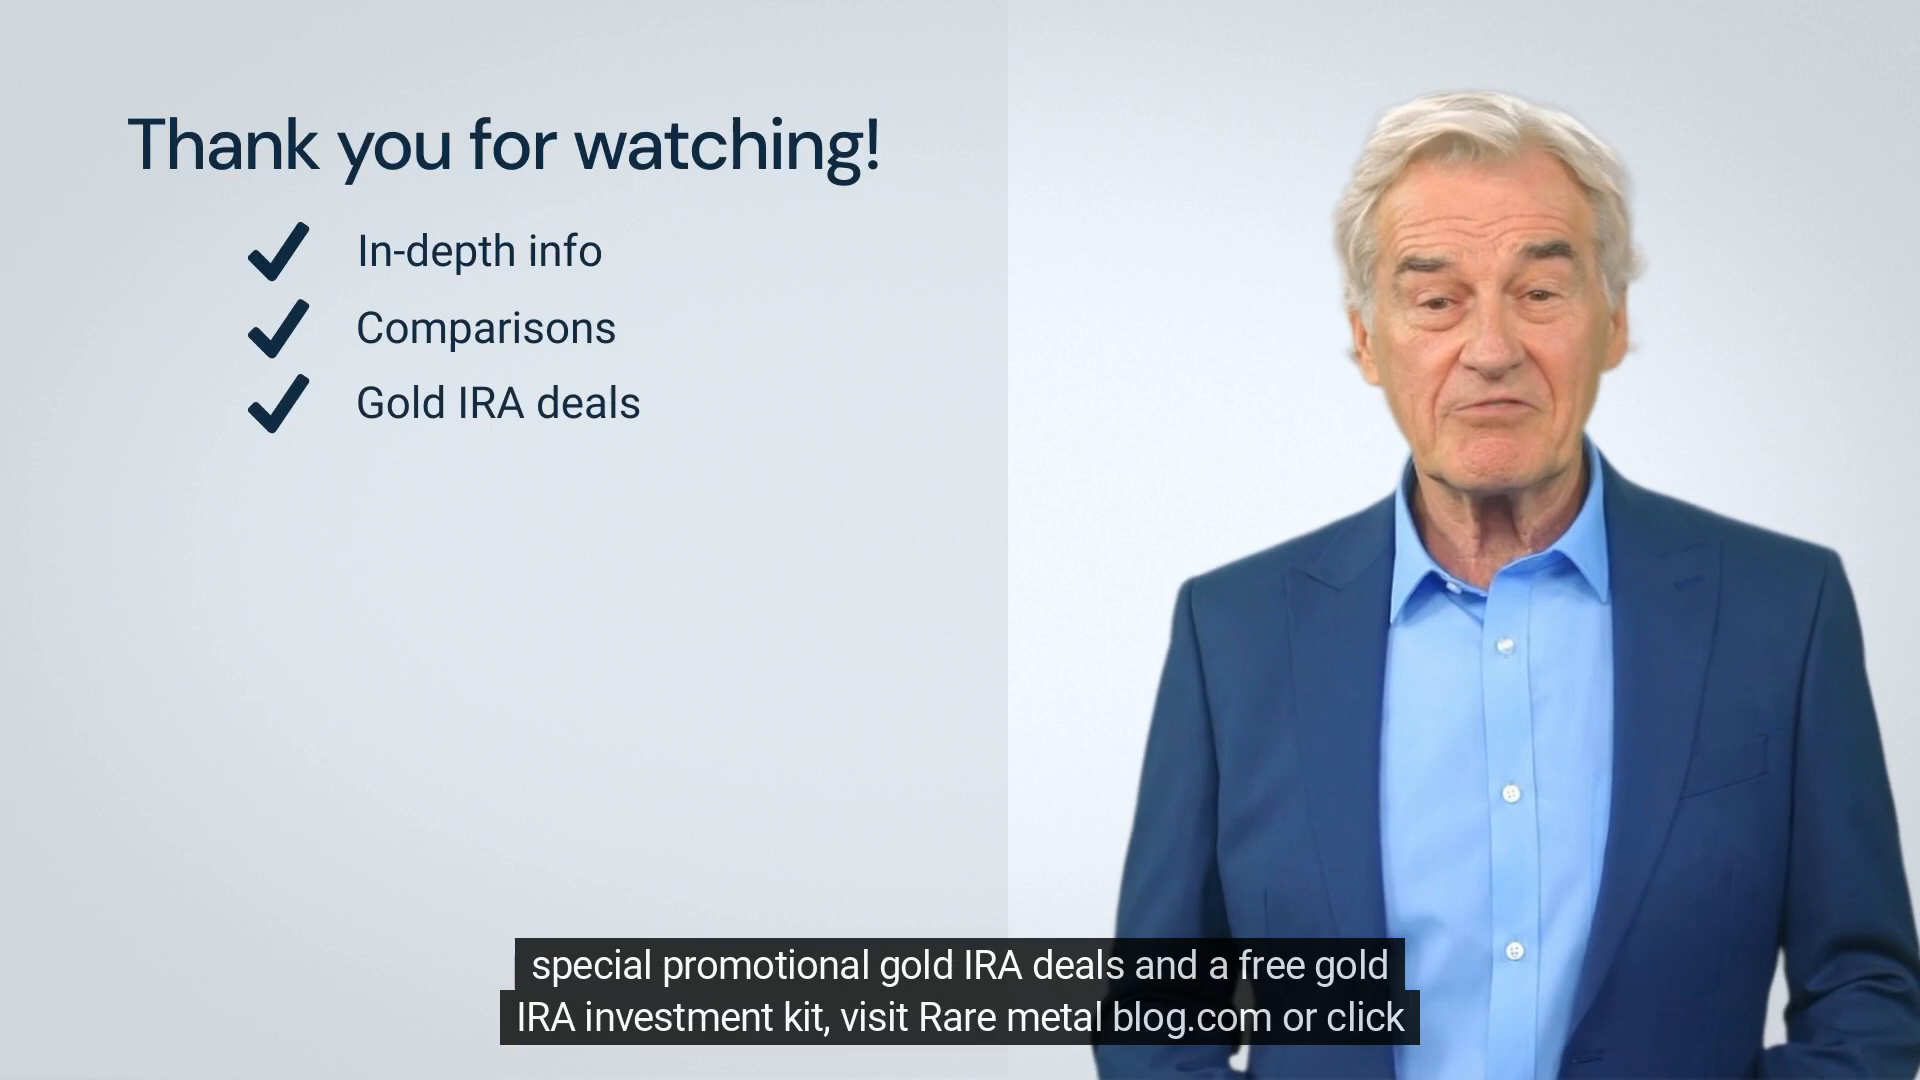 Thank you for watching!
In-depth info
Comparisons
Gold IRA deals
special promotional gold IRA deals and a free gold
IRA investment kit, visit Rare metal blog.com or click